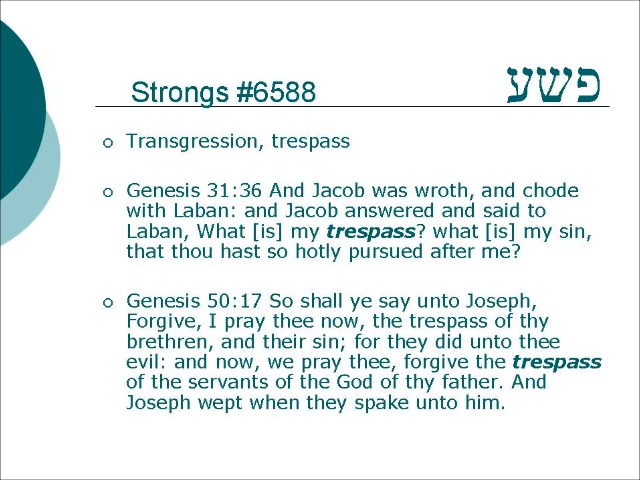 Strongs #6588 פשע
Transgression, trespass
Genesis 31:36 And Jacob was wroth, and chode
with Laban: and Jacob answered and said to
Laban, What [is] my trespass? what [is] my sin,
that thou hast so hotly pursued after me?
Genesis 50:17 So shall ye say unto Joseph,
Forgive, I pray thee now, the trespass of thy
brethren, and their sin; for they did unto thee
evil: and now, we pray thee, forgive the trespass
of the servants of the God of thy father. And
Joseph wept when they spake unto him.